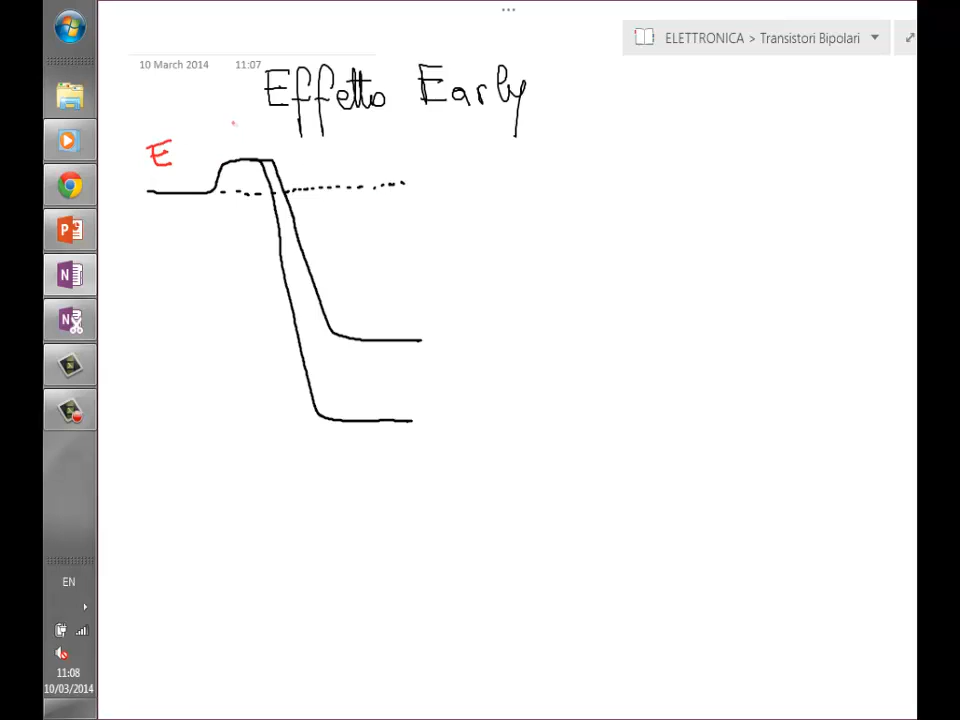 ELETTRONICA > Transistori Bipolari
10 March 2014 11:07
Effetto Early
E
EN
11:08
10/03/2014